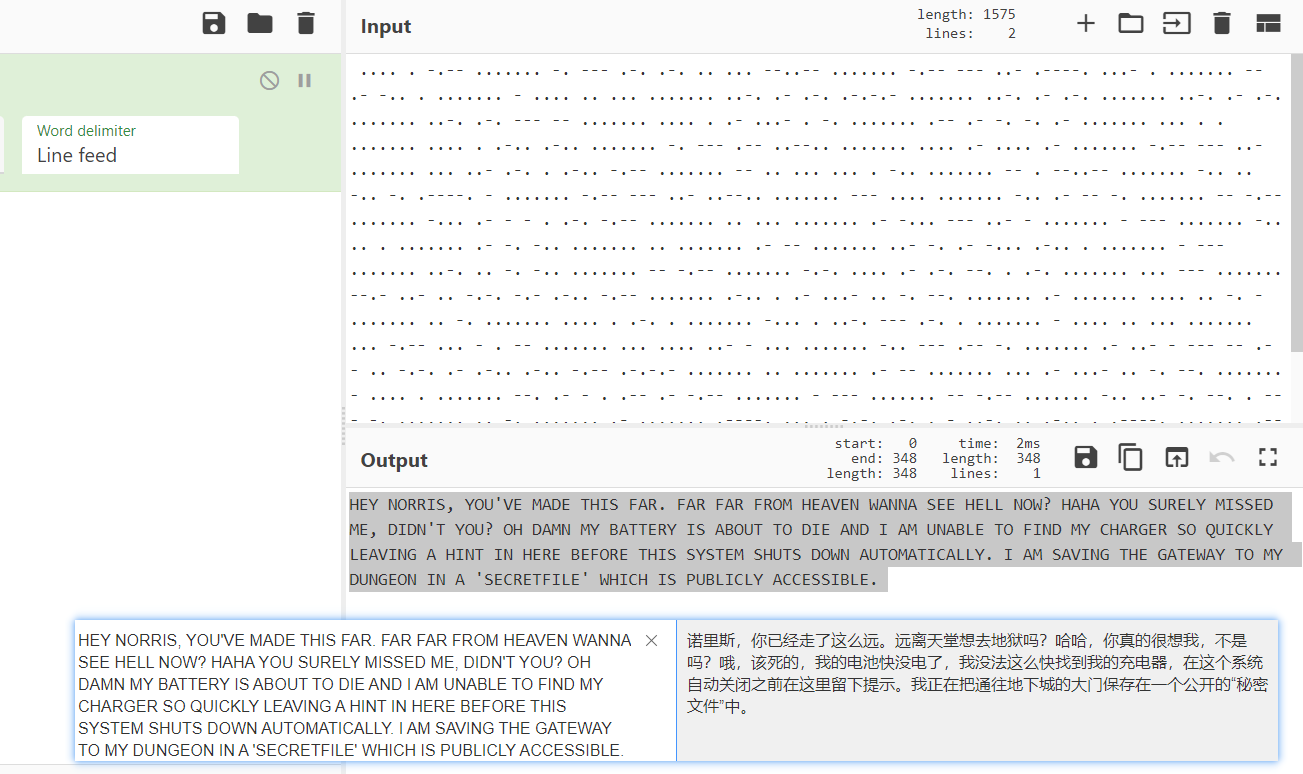 Input
length: 1575
lines: 2
Word delimiter
Line feed
.... . -.-- ....... -. --- .-. .-. .. ... --..-- ....... -.-- --- ..- .----. ...- . ....... --
.- -.. . ....... - .... .. ... ....... ..-. .- .-. .-.-.- ....... ..-. .- .-. ....... ..-. .- .-.
....... ..-. .-. --- -- ....... .... . .- ...- . -. ....... .-- .- -. -. .- ....... ... . .
....... .... . .-.. .-.. ....... -. --- .-- ..--.. ....... .... .- .... .- ....... -.-- --- ..-
....... ... ..- .-. . .-.. -.-- ....... -- .. ... ... . -.. ....... -- . --..-- ....... -.. ..
-.. -. .----. - ....... -.-- --- ..- ..--.. ....... --- .... ....... -.. .- -- -. ....... -- -.--
....... -... .- - - . .-. -.-- ....... .. ... ....... .- -... --- ..- - ....... - --- ....... -..
.. . ....... .- -. -.. ....... .. ....... .- -- ....... ..- -. .- -... .-.. . ....... - ---
....... ..-. .. -. -.. ....... -- -.-- ....... -.-. .... .- .-. --. . .-. ....... ... --- .......
--.- ..- .. -.-. -.- .-.. -.-- ....... .-.. . .- ...- .. -. --. ....... .- ....... .... .. -. -
....... .. -. ....... .... . .-. . ....... -... . ..-. --- .-. . ....... - .... .. ... .......
... -.-- ... - . -- ....... ... .... ..- - ... ....... -.. --- .-- -. ....... .- ..- - --- -- .-
- .. -.-. .- .-.. .-.. -.-- .-.-.- ....... .. ....... .- -- ....... ... .- ...- .. -. --. .......
- .... . ....... --. .- - . .-- .- -.-- ....... - --- ....... -- -.-- ....... -.. ..- -. --. . --
Output
start: 0 time: 2ms
end: 348 length: 348
length: 348 lines: 1
HEY NORRIS, YOU'VE MADE THIS FAR. FAR FAR FROM HEAVEN WANNA SEE HELL NOW? HAHA YOU SURELY MISSED
ME, DIDN'T YOU? OH DAMN MY BATTERY IS ABOUT TO DIE AND I AM UNABLE TO FIND MY CHARGER SO QUICKLY
LEAVING A HINT IN HERE BEFORE THIS SYSTEM SHUTS DOWN AUTOMATICALLY. I AM SAVING THE GATEWAY TO MY
DUNGEON IN A 'SECRETFILE' WHICH IS PUBLICLY ACCESSIBLE.
HEY NORRIS, YOU'VE MADE THIS FAR. FAR FAR FROM HEAVEN WANNA
SEE HELL NOW? HAHA YOU SURELY MISSED ME, DIDN'T YOU? OH
DAMN MY BATTERY IS ABOUT TO DIE AND I AM UNABLE TO FIND MY
CHARGER SO QUICKLY LEAVING A HINT IN HERE BEFORE THIS
SYSTEM SHUTS DOWN AUTOMATICALLY. I AM SAVING THE GATEWAY
TO MY DUNGEON IN A 'SECRETFILE' WHICH IS PUBLICLY ACCESSIBLE.
诺里斯，你已经走了这么远。远离天堂想去地狱吗？哈哈，你真的很想我，不是
吗？哦，该死的，我的电池快没电了，我没法这么快找到我的充电器，在这个系统
自动关闭之前在这里留下提示。我正在把通往地下城的大门保存在一个公开的“秘密
文件”中。